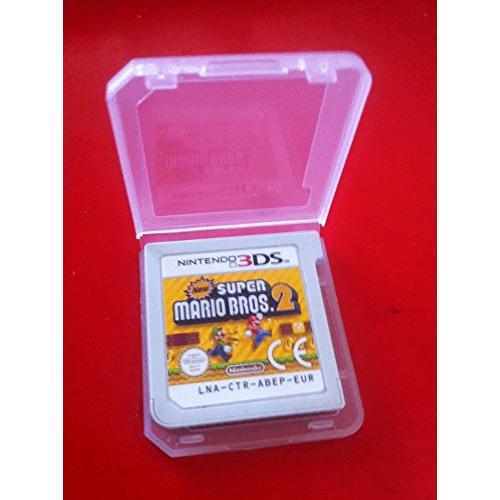 NINTENDO 3DS
New SUPER
MARIO BROS. 2
Nintendo
CE
LNA-CTR-ABEP-EUR